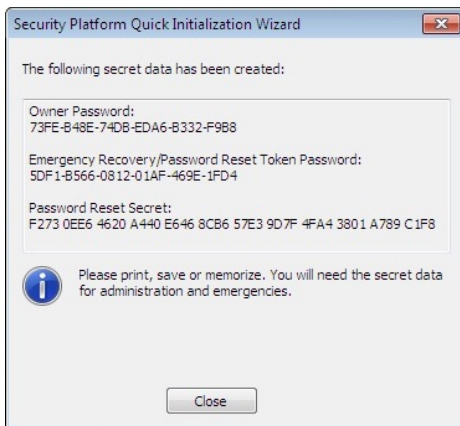 Security Platform Quick Initialization Wizard
The following secret data has been created:
Owner Password:
73FE-B48E-74DB-EDA6-B332-F9B8
Emergency Recovery/Password Reset Token Password:
5DF1-B566-0812-01AF-469E-1FD4
Password Reset Secret:
F273 0EE6 4620 A440 E646 8CB6 57E3 9D7F 4FA4 3801 A789 C1F8
Please print, save or memorize. You will need the secret data
for administration and emergencies.
Close